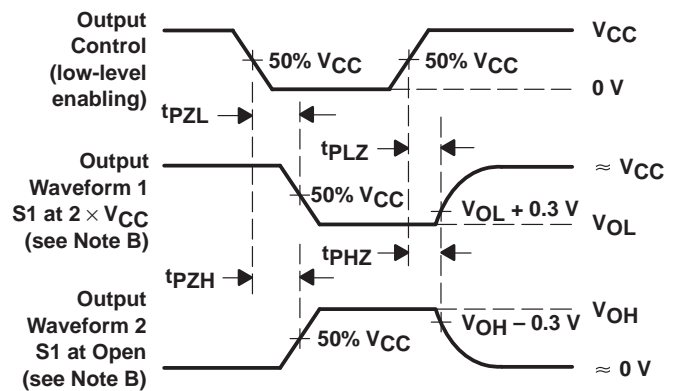 Output
Control
(low-level
enabling)
50% VCC
50% VCC
VCC
0 V
tPZL
tPLZ
Output
Waveform 1
S1 at 2 × VCC
(see Note B)
50% VCC
≈ VCC
VOL + 0.3 V
VOL
tPZH
tPHZ
Output
Waveform 2
S1 at Open
(see Note B)
50% VCC
VOH
VOH − 0.3 V
≈ 0 V